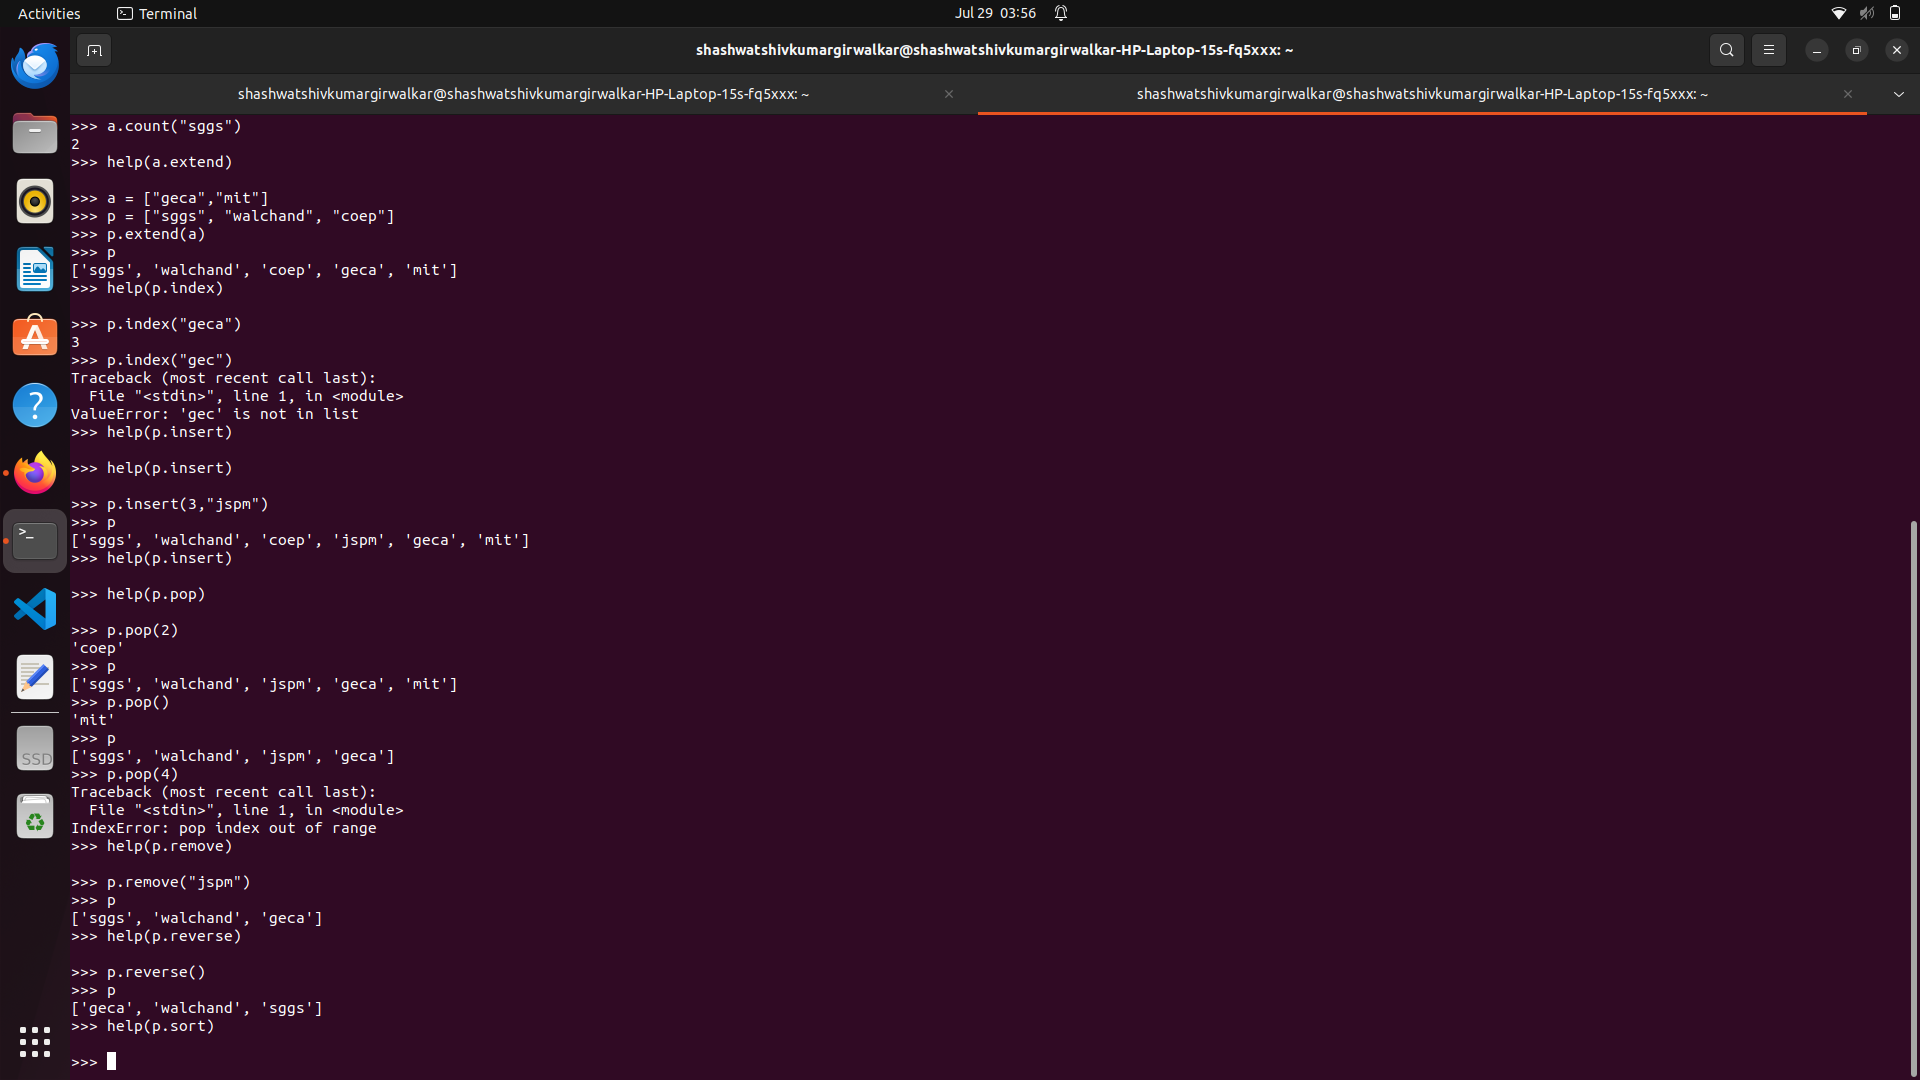 Activities
Terminal
Jul 29 03:56
shashwatshivkumargirwalkar@shashwatshivkumargirwalkar-HP-Laptop-15s-fq5xxx: ~
shashwatshivkumargirwalkar@shashwatshivkumargirwalkar-HP-Laptop-15s-fq5xxx: ~
shashwatshivkumargirwalkar@shashwatshivkumargirwalkar-HP-Laptop-15s-fq5xxx: ~
>>> a.count("sggs")
2
>>> help(a.extend)
>>> a = ["geca","mit"]
>>> p = ["sggs", "walchand", "coep"]
>>> p.extend(a)
>>> p
['sggs', 'walchand', 'coep', 'geca', 'mit']
>>> help(p.index)
>>> p.index("geca")
3
>>> p.index("gec")
Traceback (most recent call last):
  File "<stdin>", line 1, in <module>
ValueError: 'gec' is not in list
>>> help(p.insert)
>>> help(p.insert)
>>> p.insert(3,"jspm")
>>> p
['sggs', 'walchand', 'coep', 'jspm', 'geca', 'mit']
>>> help(p.insert)
>>> help(p.pop)
>>> p.pop(2)
'coep'
>>> p
['sggs', 'walchand', 'jspm', 'geca', 'mit']
>>> p.pop()
'mit'
>>> p
['sggs', 'walchand', 'jspm', 'geca']
>>> p.pop(4)
Traceback (most recent call last):
  File "<stdin>", line 1, in <module>
IndexError: pop index out of range
>>> help(p.remove)
>>> p.remove("jspm")
>>> p
['sggs', 'walchand', 'geca']
>>> help(p.reverse)
>>> p.reverse()
>>> p
['geca', 'walchand', 'sggs']
>>> help(p.sort)
>>>
SSD